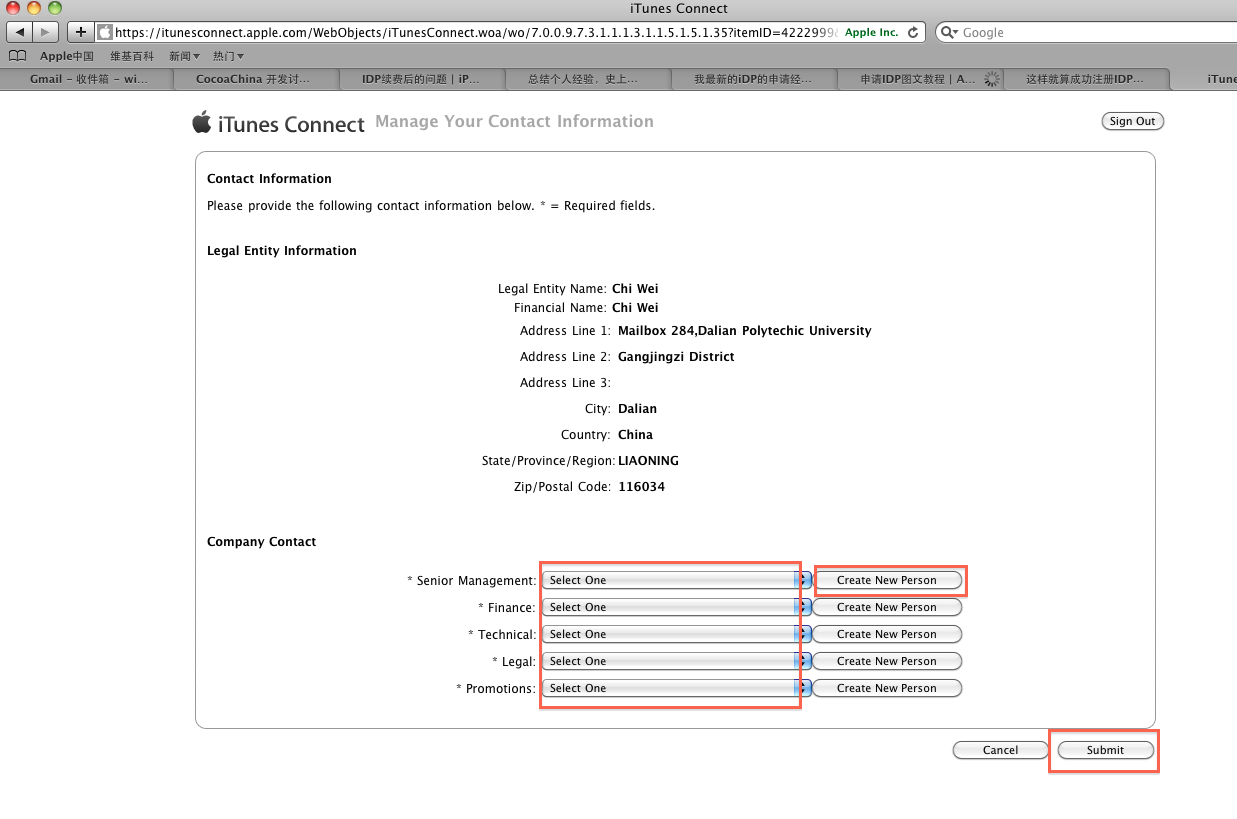 iTunes Connect
https://itunesconnect.apple.com/WebObjects/iTunesConnect.woa/wo/7.0.0.9.7.3.1.1.1.3.1.1.5.1.5.1.35?itemID=4222999 Apple Inc. Google
Apple中国 维基百科 新闻▾ 热门▾
Gmail – 收件箱 – wi... CocoaChina 开发讨... IDP续费后的问题 | iP... 总结个人经验，史上... 我最新的iDP的申请经... 申请IDP图文教程 | A... 这样就算成功注册IDP... iTune
iTunes Connect Manage Your Contact Information Sign Out
Contact Information
Please provide the following contact information below. * = Required fields.
Legal Entity Information
Legal Entity Name: Chi Wei
Financial Name: Chi Wei
Address Line 1: Mailbox 284,Dalian Polytechic University
Address Line 2: Gangjingzi District
Address Line 3:
City: Dalian
Country: China
State/Province/Region: LIAONING
Zip/Postal Code: 116034
Company Contact
* Senior Management: Select One Create New Person
* Finance: Select One Create New Person
* Technical: Select One Create New Person
* Legal: Select One Create New Person
* Promotions: Select One Create New Person
Cancel Submit